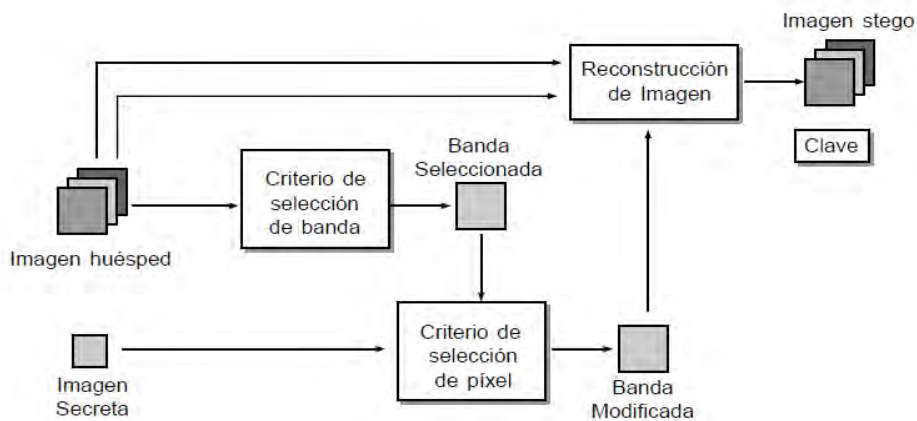 Imagen stego
Reconstrucción
de Imagen
Clave
Banda
Seleccionada
Criterio de
selección
de banda
Imagen huésped
Criterio de
selección
de píxel
Imagen
Secreta
Banda
Modificada